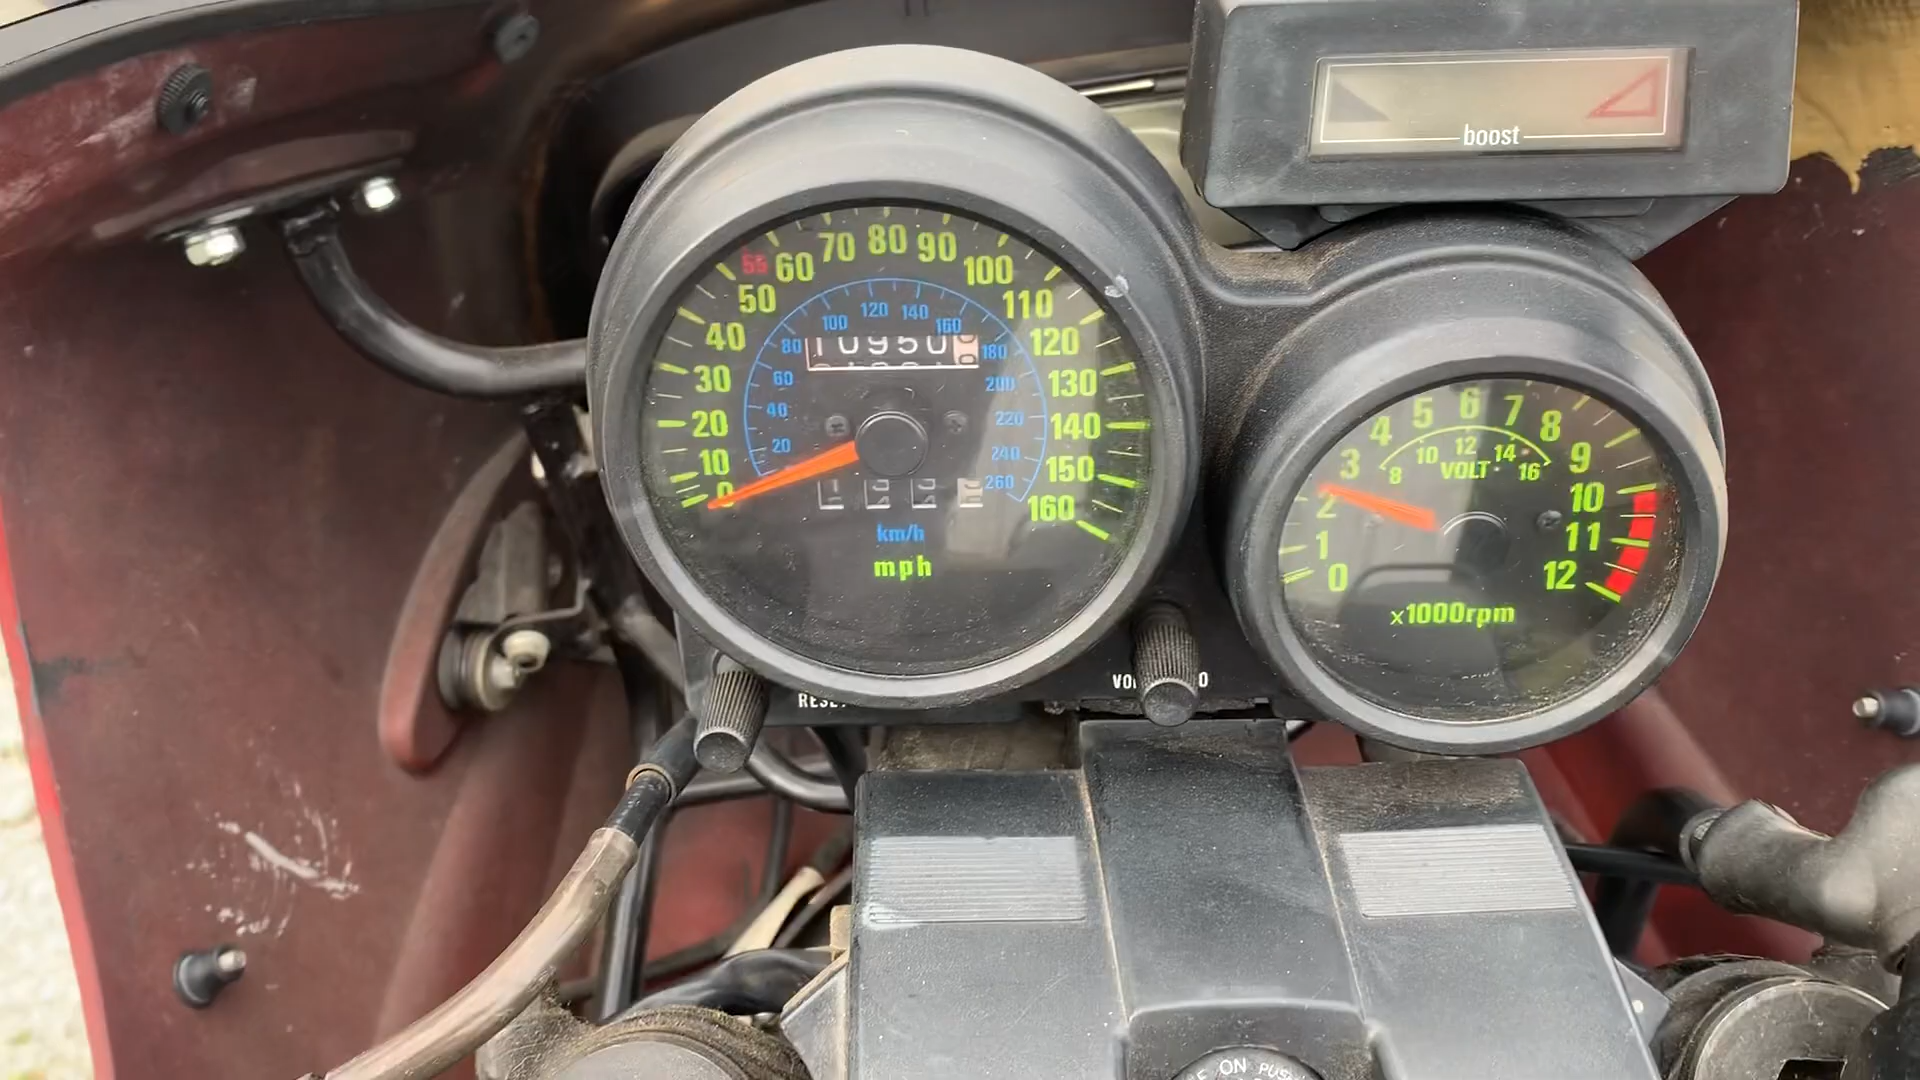 boost
55
0 10 20 30 40 50 60 70 80 90 100 110 120 130 140 150 160
20 40 60 80 100 120 140 160 180 200 220 240 260
10950
km/h
mph
0 1 2 3 4 5 6 7 8 9 10 11 12
8 10 12 14 16
VOLT
x1000rpm
ON